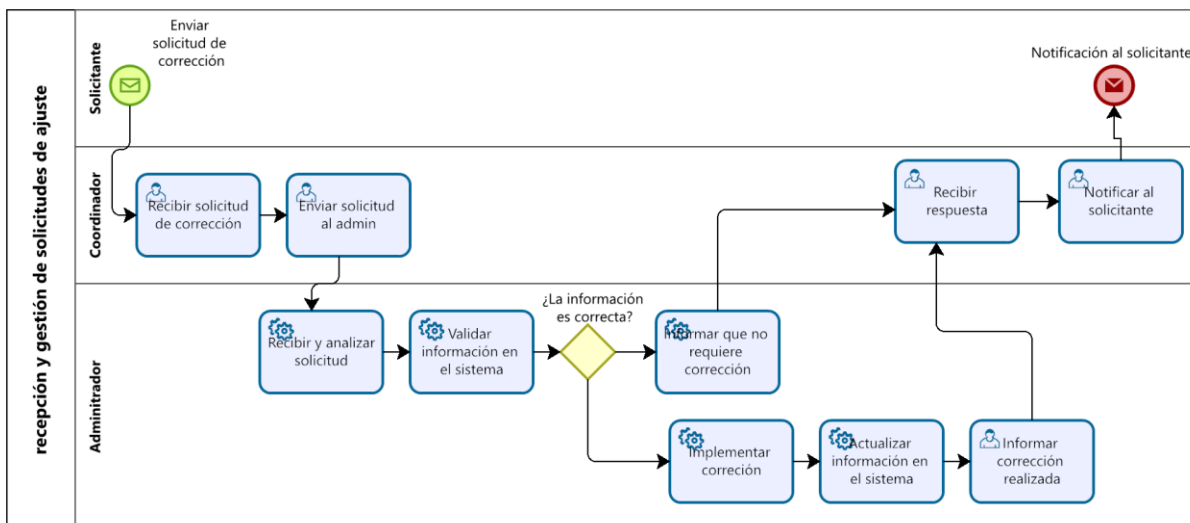 recepción y gestión de solicitudes de ajuste
Solicitante
Enviar
solicitud de
corrección
Notificación al solicitante
Coordinador
Recibir solicitud
de corrección
Enviar solicitud
al admin
Recibir
respuesta
Notificar al
solicitante
Adminitrador
Recibir y analizar
solicitud
Validar
información en
el sistema
¿La información
es correcta?
Informar que no
requiere
corrección
Implementar
correción
Actualizar
información en
el sistema
Informar
corrección
realizada